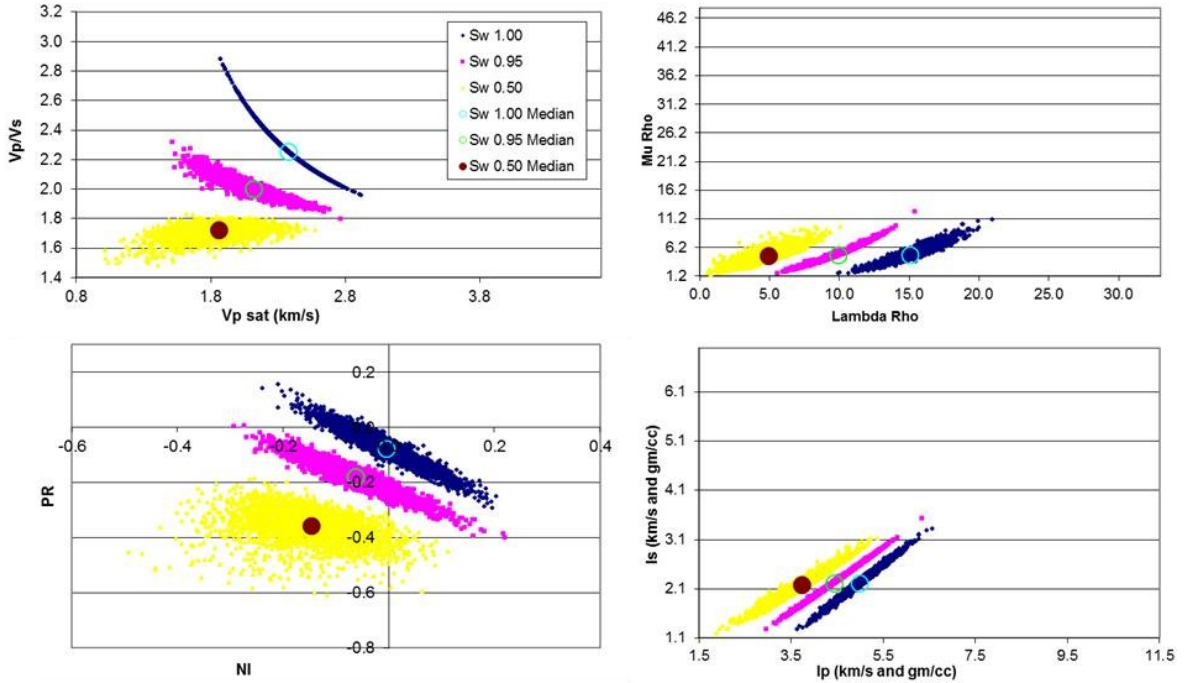 3.2
3.0
2.8
2.6
2.4
2.2
2.0
1.8
1.6
1.4
Vp/Vs
0.8 1.8 2.8 3.8
Vp sat (km/s)
Sw 1.00
Sw 0.95
Sw 0.50
Sw 1.00 Median
Sw 0.95 Median
Sw 0.50 Median
46.2
41.2
36.2
31.2
26.2
21.2
16.2
11.2
6.2
1.2
Mu Rho
0.0 5.0 10.0 15.0 20.0 25.0 30.0
Lambda Rho
0.2
0.0
-0.2
-0.4
-0.6
-0.8
PR
-0.6 -0.4 -0.2 0.2 0.4
NI
6.1
5.1
4.1
3.1
2.1
1.1
Is (km/s and gm/cc)
1.5 3.5 5.5 7.5 9.5 11.5
Ip (km/s and gm/cc)